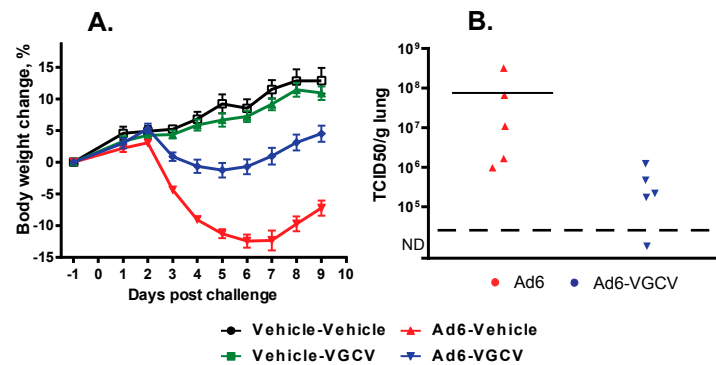 A.
Body weight change, %
15
10
5
0
-5
-10
-15
-1 0 1 2 3 4 5 6 7 8 9 10
Days post challenge
B.
TCID50/g lung
10⁹
10⁸
10⁷
10⁶
10⁵
ND
Ad6 Ad6-VGCV
Vehicle-Vehicle Ad6-Vehicle
Vehicle-VGCV Ad6-VGCV